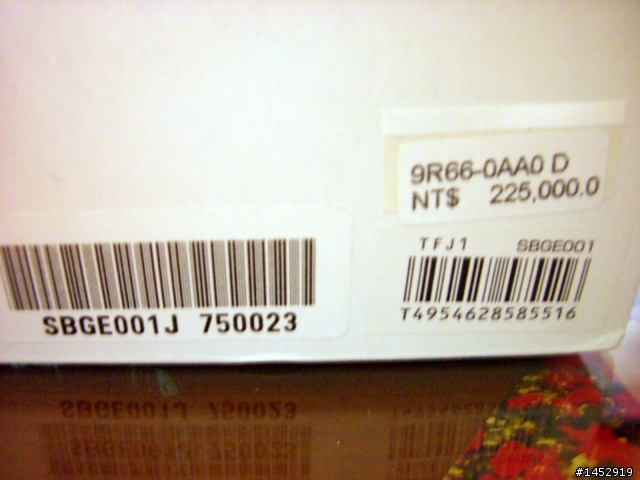 9R66-0AA0 D
NT$ 225,000.0
TFJ1 SBGE001
T4954628585516
SBGE001J 750023
#1452919